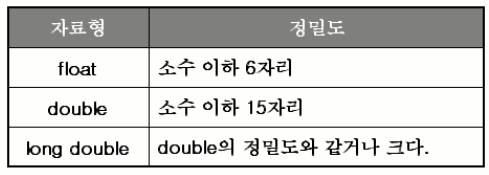 자료형 정밀도
float 소수 이하 6자리
double 소수 이하 15자리
long double double의 정밀도와 같거나 크다.